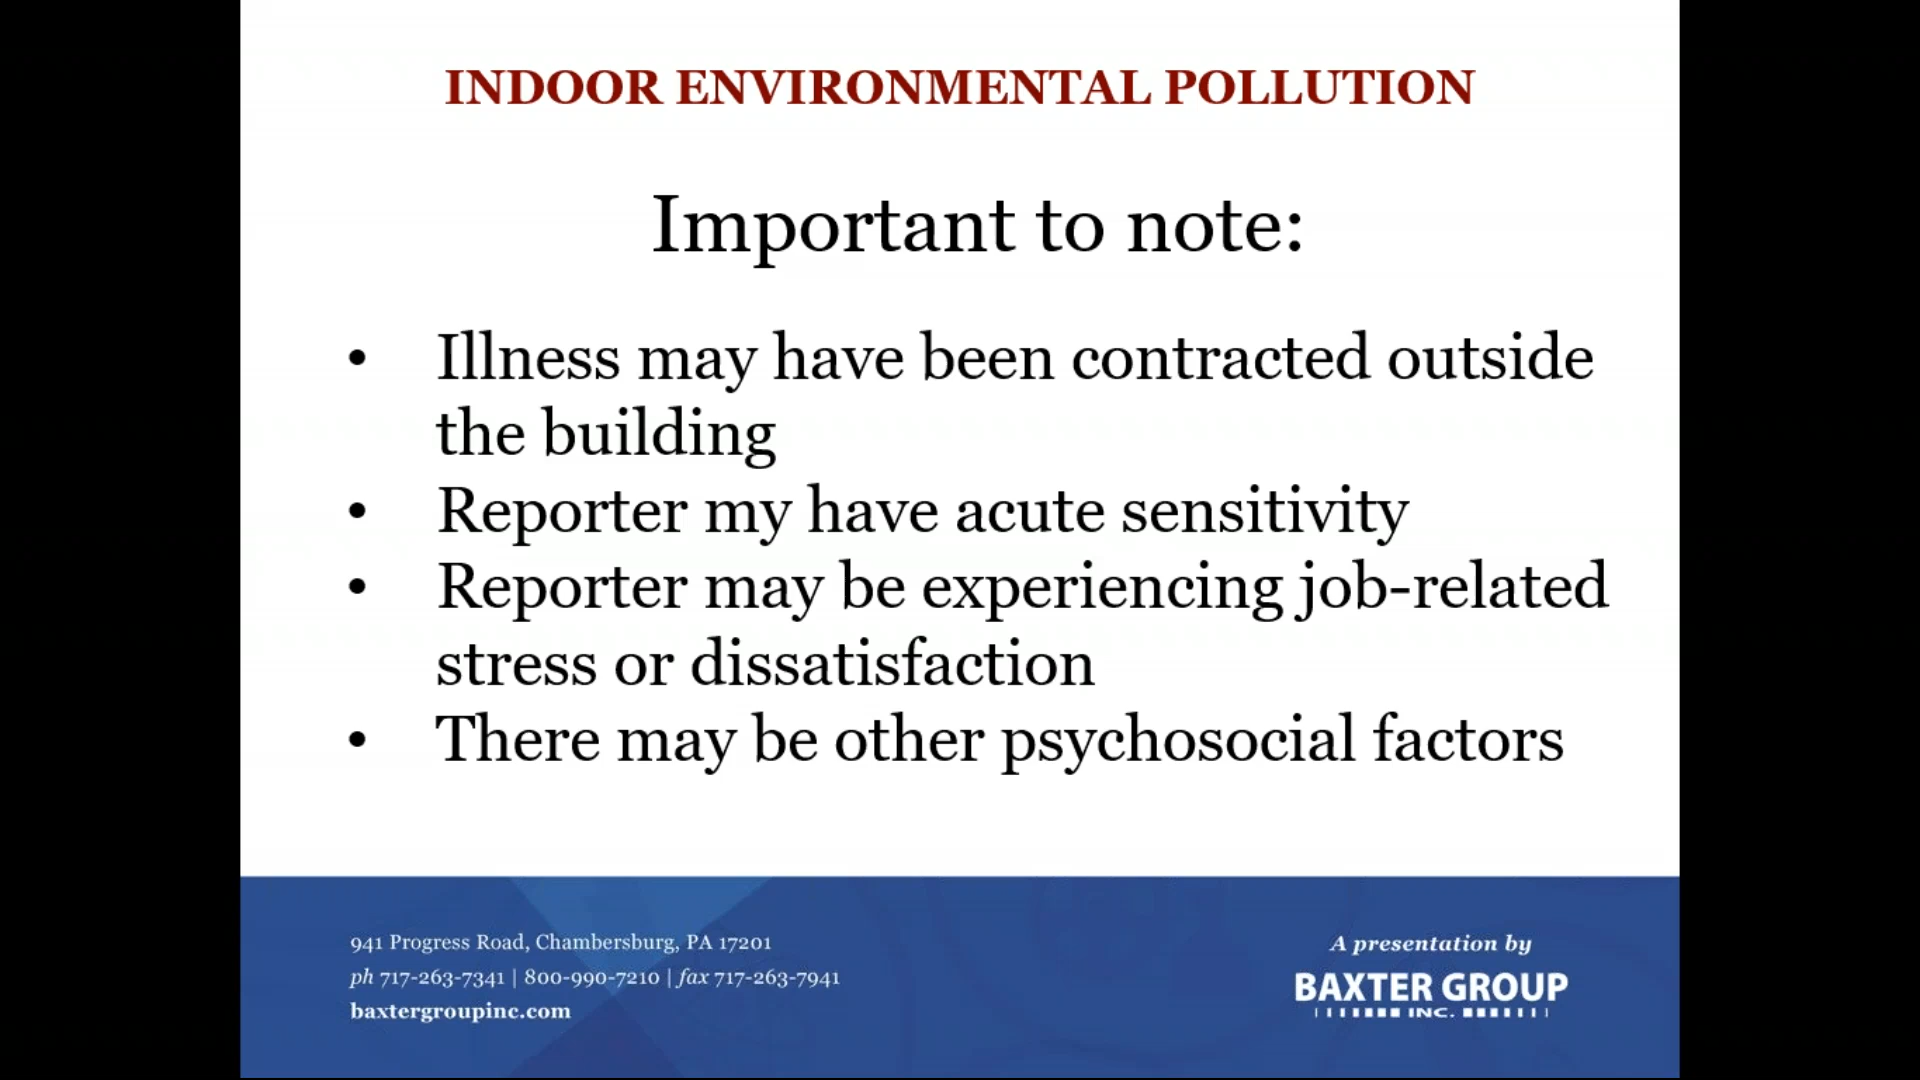 INDOOR ENVIRONMENTAL POLLUTION
Important to note:
• Illness may have been contracted outside
the building
• Reporter my have acute sensitivity
• Reporter may be experiencing job-related
stress or dissatisfaction
• There may be other psychosocial factors
941 Progress Road, Chambersburg, PA 17201
ph 717-263-7341 | 800-990-7210 | fax 717-263-7941
baxtergroupinc.com
A presentation by
BAXTER GROUP
INC.